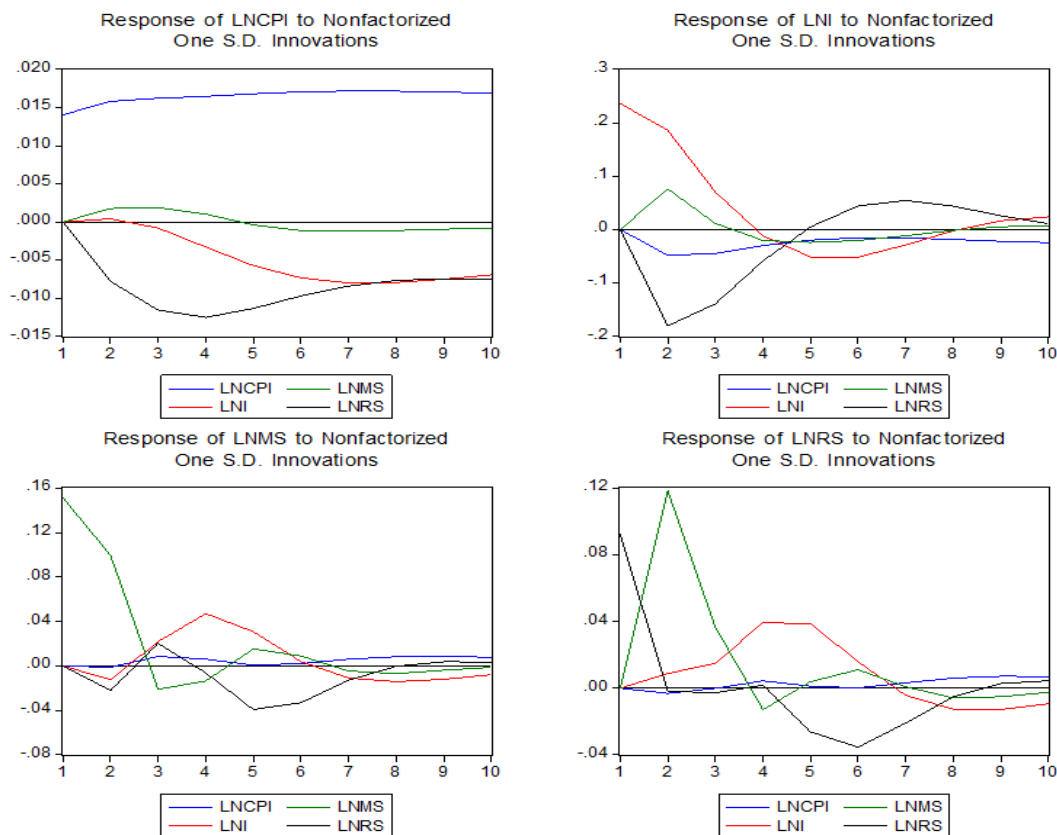 Response of LNCPI to Nonfactorized
One S.D. Innovations
.020
.015
.010
.005
.000
-.005
-.010
-.015
1 2 3 4 5 6 7 8 9 10
LNCPI LNMS
LNI LNRS
Response of LNI to Nonfactorized
One S.D. Innovations
.3
.2
.1
.0
-.1
-.2
1 2 3 4 5 6 7 8 9 10
LNCPI LNMS
LNI LNRS
Response of LNMS to Nonfactorized
One S.D. Innovations
.16
.12
.08
.04
.00
-.04
-.08
1 2 3 4 5 6 7 8 9 10
LNCPI LNMS
LNI LNRS
Response of LNRS to Nonfactorized
One S.D. Innovations
.12
.08
.04
.00
-.04
1 2 3 4 5 6 7 8 9 10
LNCPI LNMS
LNI LNRS